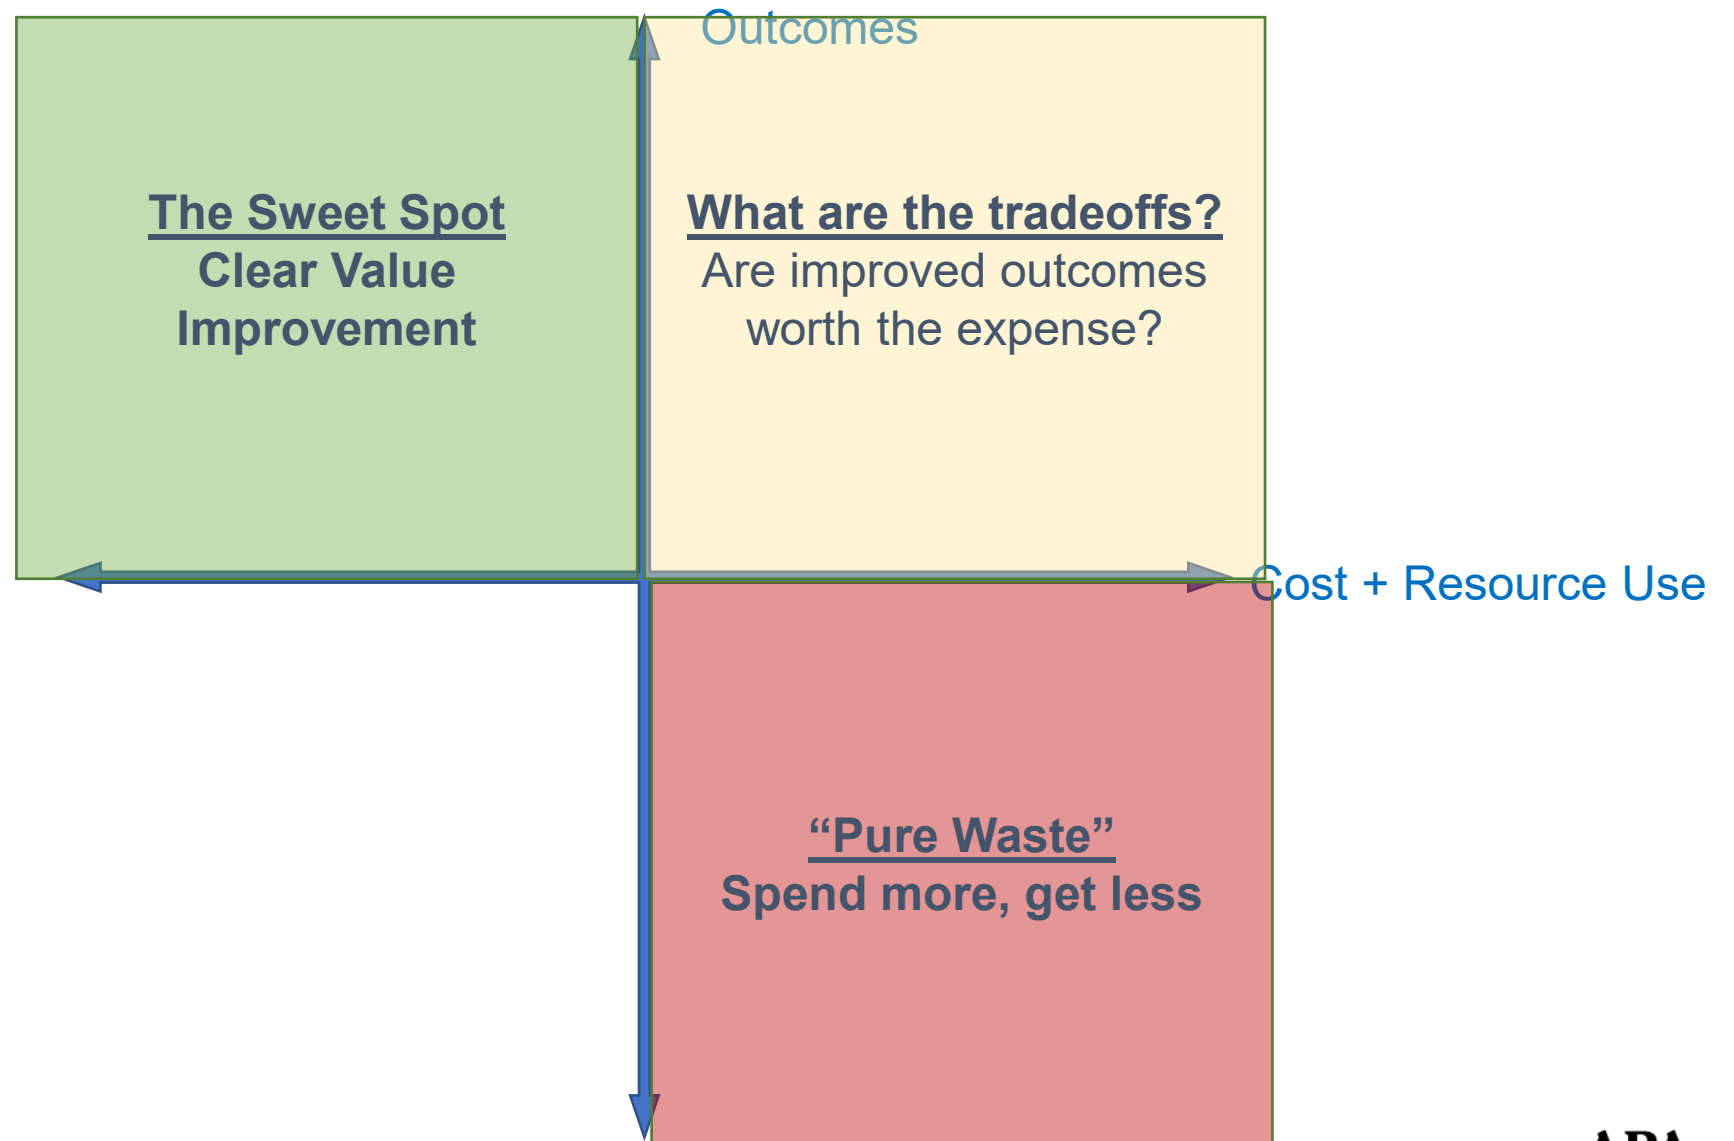 Outcomes
The Sweet Spot
Clear Value
Improvement
What are the tradeoffs?
Are improved outcomes
worth the expense?
Cost + Resource Use
“Pure Waste”
Spend more, get less